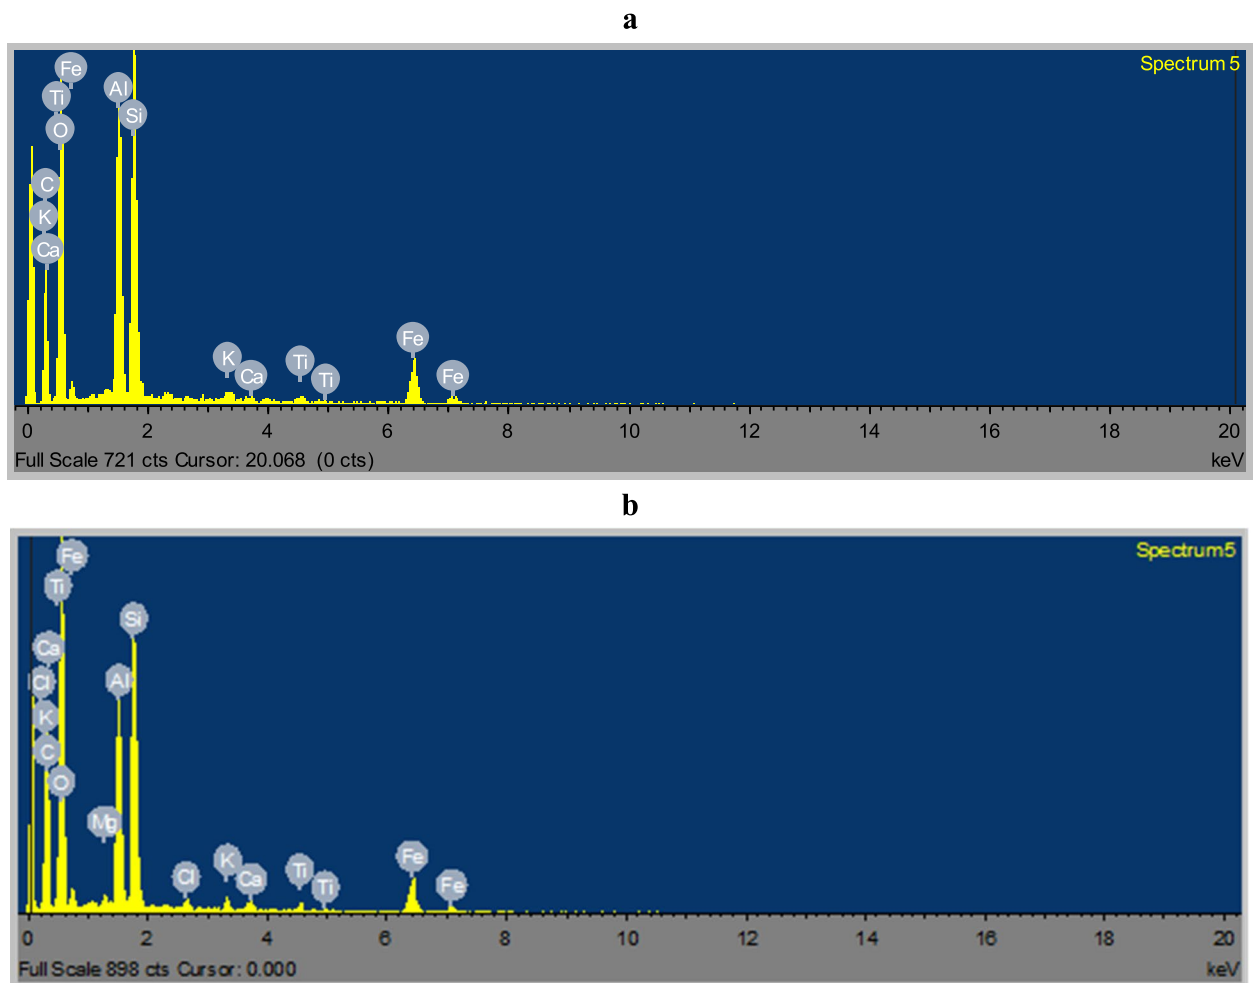 a
Spectrum 5
Fe
Ti
O
C
K
Ca
Al
Si
K
Ca
Ti
Ti
Fe
Fe
0 2 4 6 8 10 12 14 16 18 20
Full Scale 721 cts Cursor: 20.068 (0 cts) keV
b
Spectrum5
Fe
Ti
Ca
Cl
K
C
O
Mg
Al
Si
Cl
K
Ca
Ti
Ti
Fe
Fe
0 2 4 6 8 10 12 14 16 18 20
Full Scale 898 cts Cursor: 0.000 keV